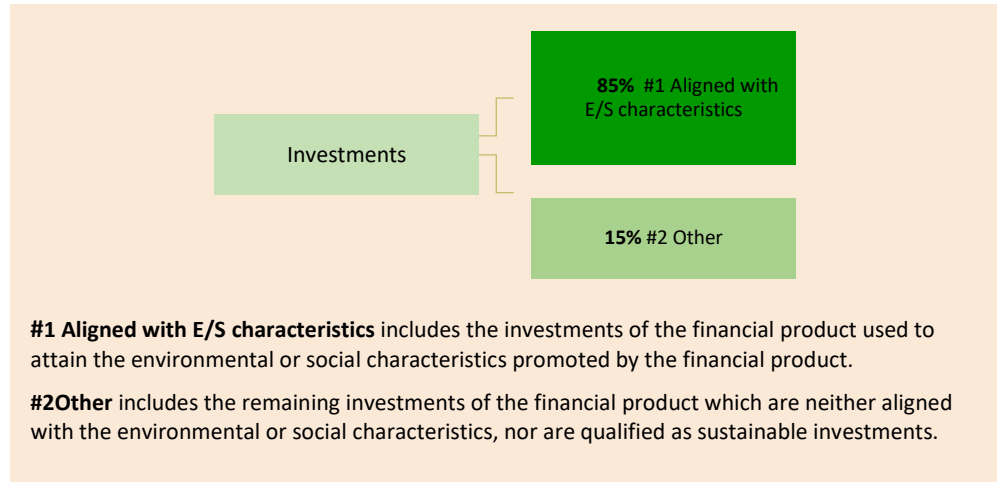 85% #1 Aligned with
E/S characteristics
Investments
15% #2 Other
#1 Aligned with E/S characteristics includes the investments of the financial product used to
attain the environmental or social characteristics promoted by the financial product.
#2Other includes the remaining investments of the financial product which are neither aligned
with the environmental or social characteristics, nor are qualified as sustainable investments.